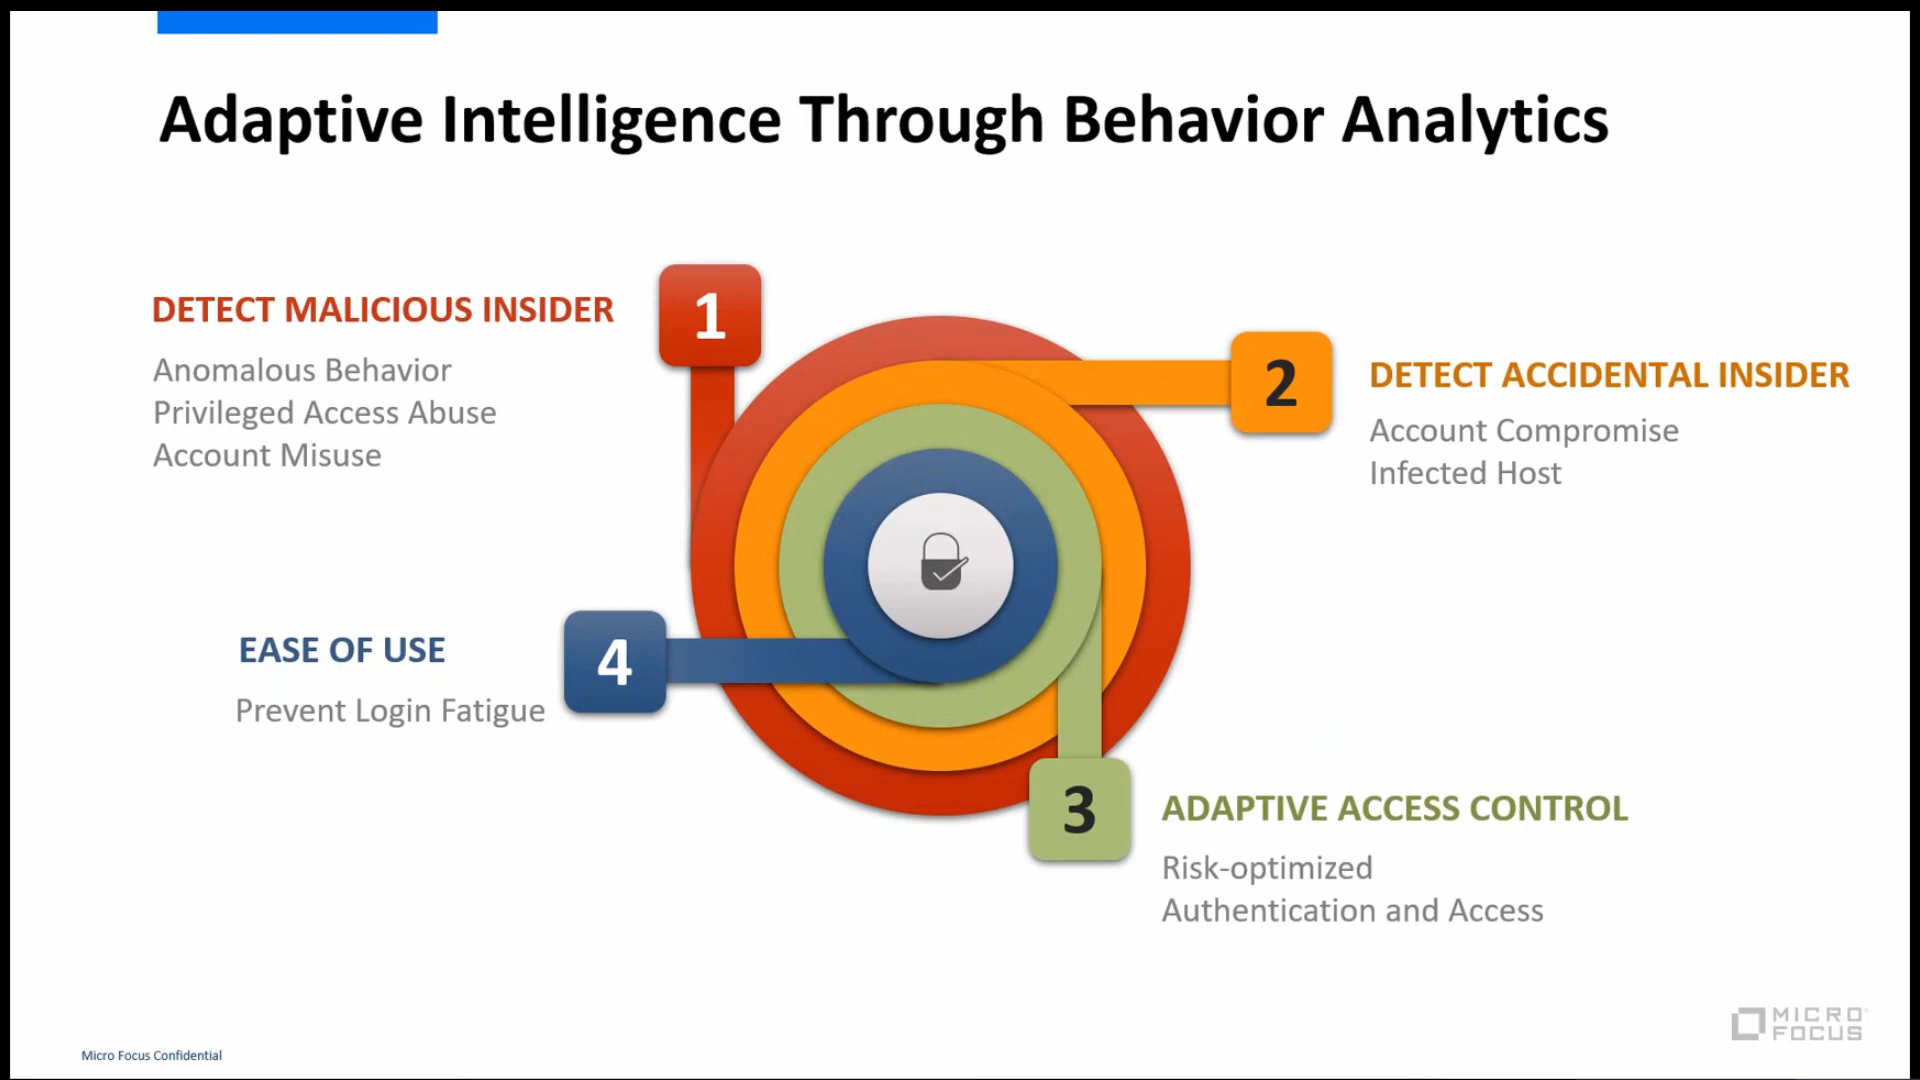 Adaptive Intelligence Through Behavior Analytics
1
DETECT MALICIOUS INSIDER
Anomalous Behavior
Privileged Access Abuse
Account Misuse
2
DETECT ACCIDENTAL INSIDER
Account Compromise
Infected Host
4
EASE OF USE
Prevent Login Fatigue
3
ADAPTIVE ACCESS CONTROL
Risk-optimized
Authentication and Access
MICRO
FOCUS
Micro Focus Confidential